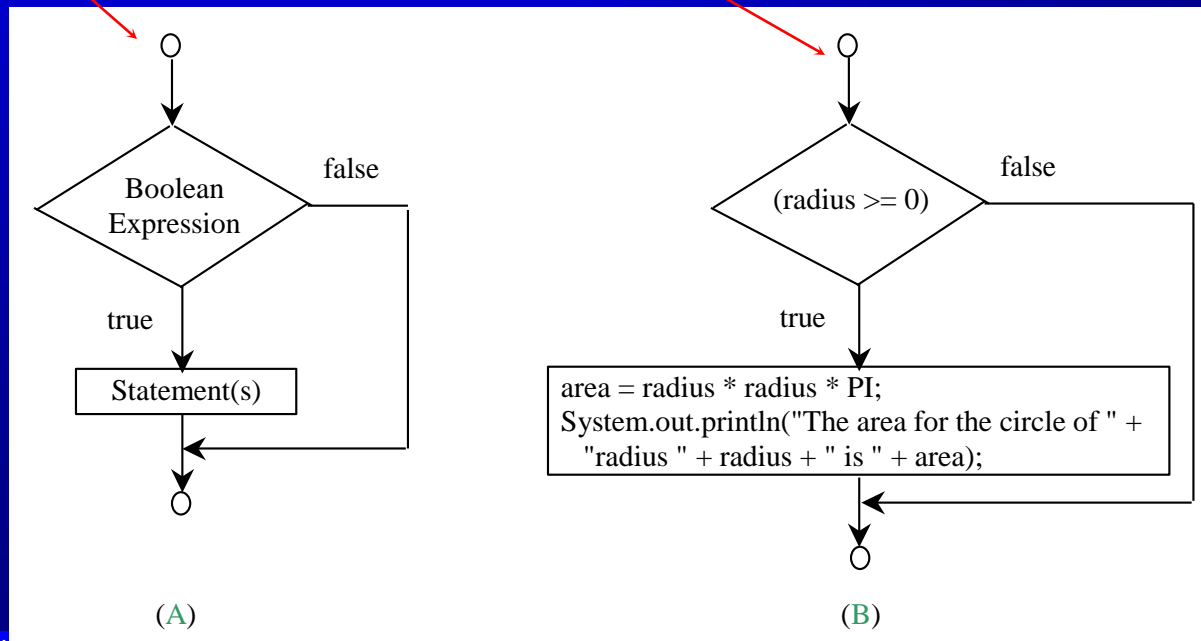 Boolean
Expression
false
true
Statement(s)
(A)
(radius >= 0)
false
true
area = radius * radius * PI;
System.out.println("The area for the circle of " +
"radius " + radius + " is " + area);
(B)